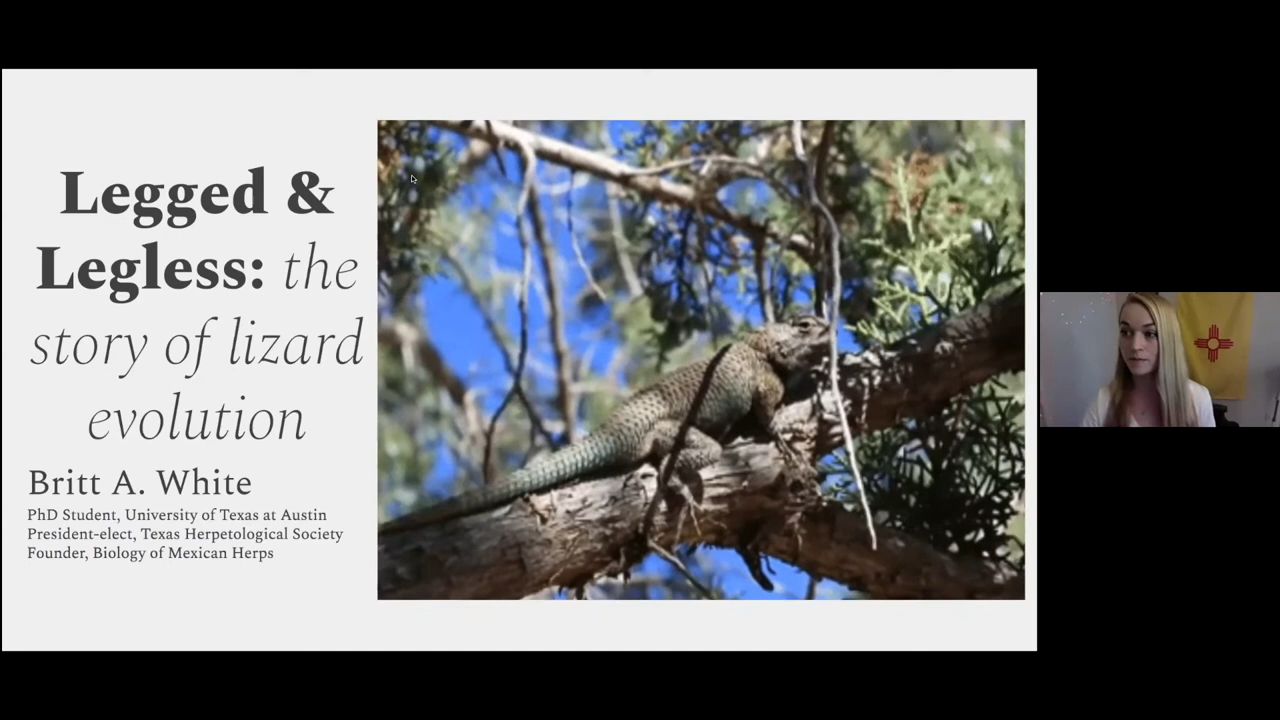 Legged &
Legless: the
story of lizard
evolution
Britt A. White
PhD Student, University of Texas at Austin
President-elect, Texas Herpetological Society
Founder, Biology of Mexican Herps